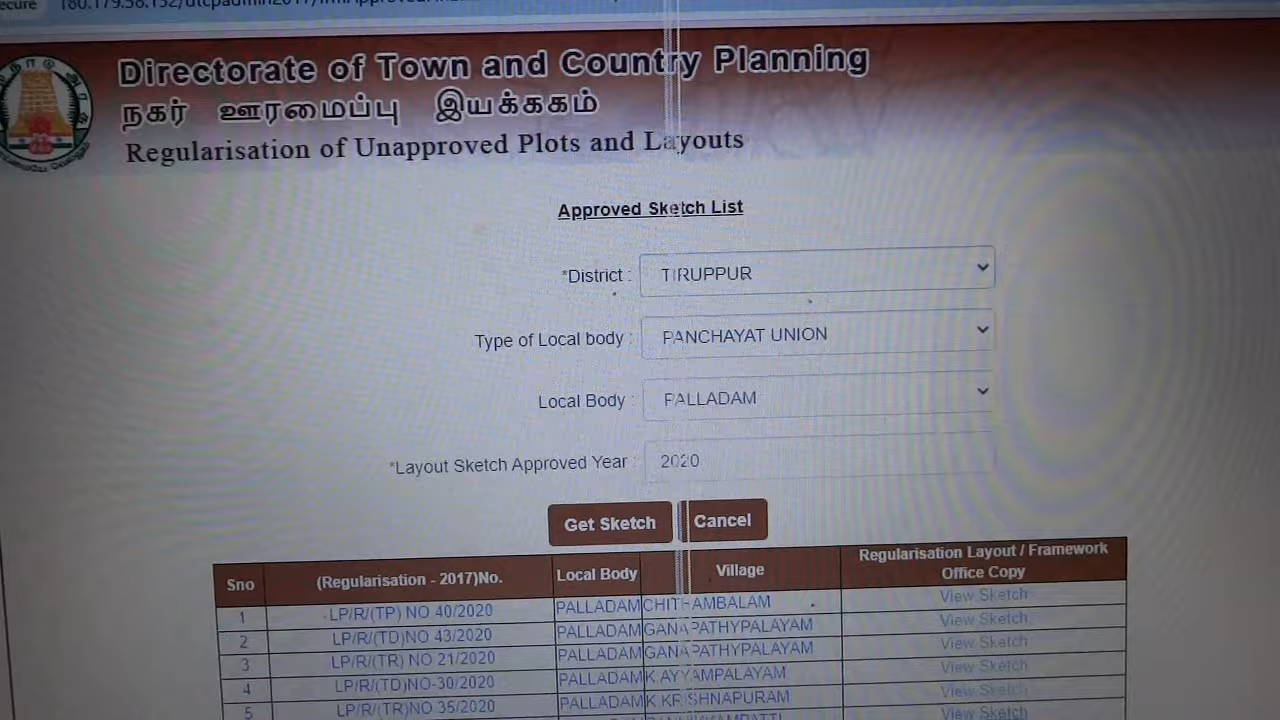 ecure
Directorate of Town and Country Planning
நகர் ஊரமைப்பு இயக்ககம்
Regularisation of Unapproved Plots and Layouts
Approved Sketch List
*District : TIRUPPUR
Type of Local body : PANCHAYAT UNION
Local Body : PALLADAM
*Layout Sketch Approved Year : 2020
Get Sketch Cancel
Sno (Regularisation - 2017)No. Local Body Village Regularisation Layout / Framework Office Copy
1 LP/R/(TP) NO 40/2020 PALLADAM CHITHAMBALAM View Sketch
2 LP/R/(TD)NO 43/2020 PALLADAM GANAPATHYPALAYAM View Sketch
3 LP/R/(TR) NO 21/2020 PALLADAM GANAPATHYPALAYAM View Sketch
4 LP/R/(TD)NO-30/2020 PALLADAM K.AYYAMPALAYAM View Sketch
5 LP/R/(TR)NO 35/2020 PALLADAM K KRISHNAPURAM View Sketch
View Sketch